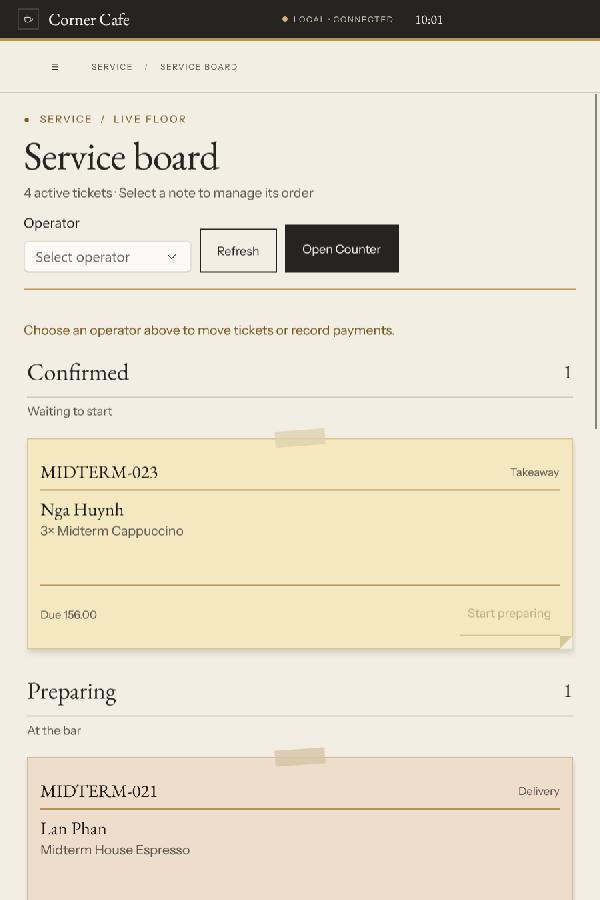 Corner Cafe
LOCAL · CONNECTED
10:01
SERVICE / SERVICE BOARD
SERVICE / LIVE FLOOR
Service board
4 active tickets · Select a note to manage its order
Operator
Select operator
Refresh
Open Counter
Choose an operator above to move tickets or record payments.
Confirmed
1
Waiting to start
MIDTERM-023
Takeaway
Nga Huynh
3× Midterm Cappuccino
Due 156.00
Start preparing
Preparing
1
At the bar
MIDTERM-021
Delivery
Lan Phan
Midterm House Espresso